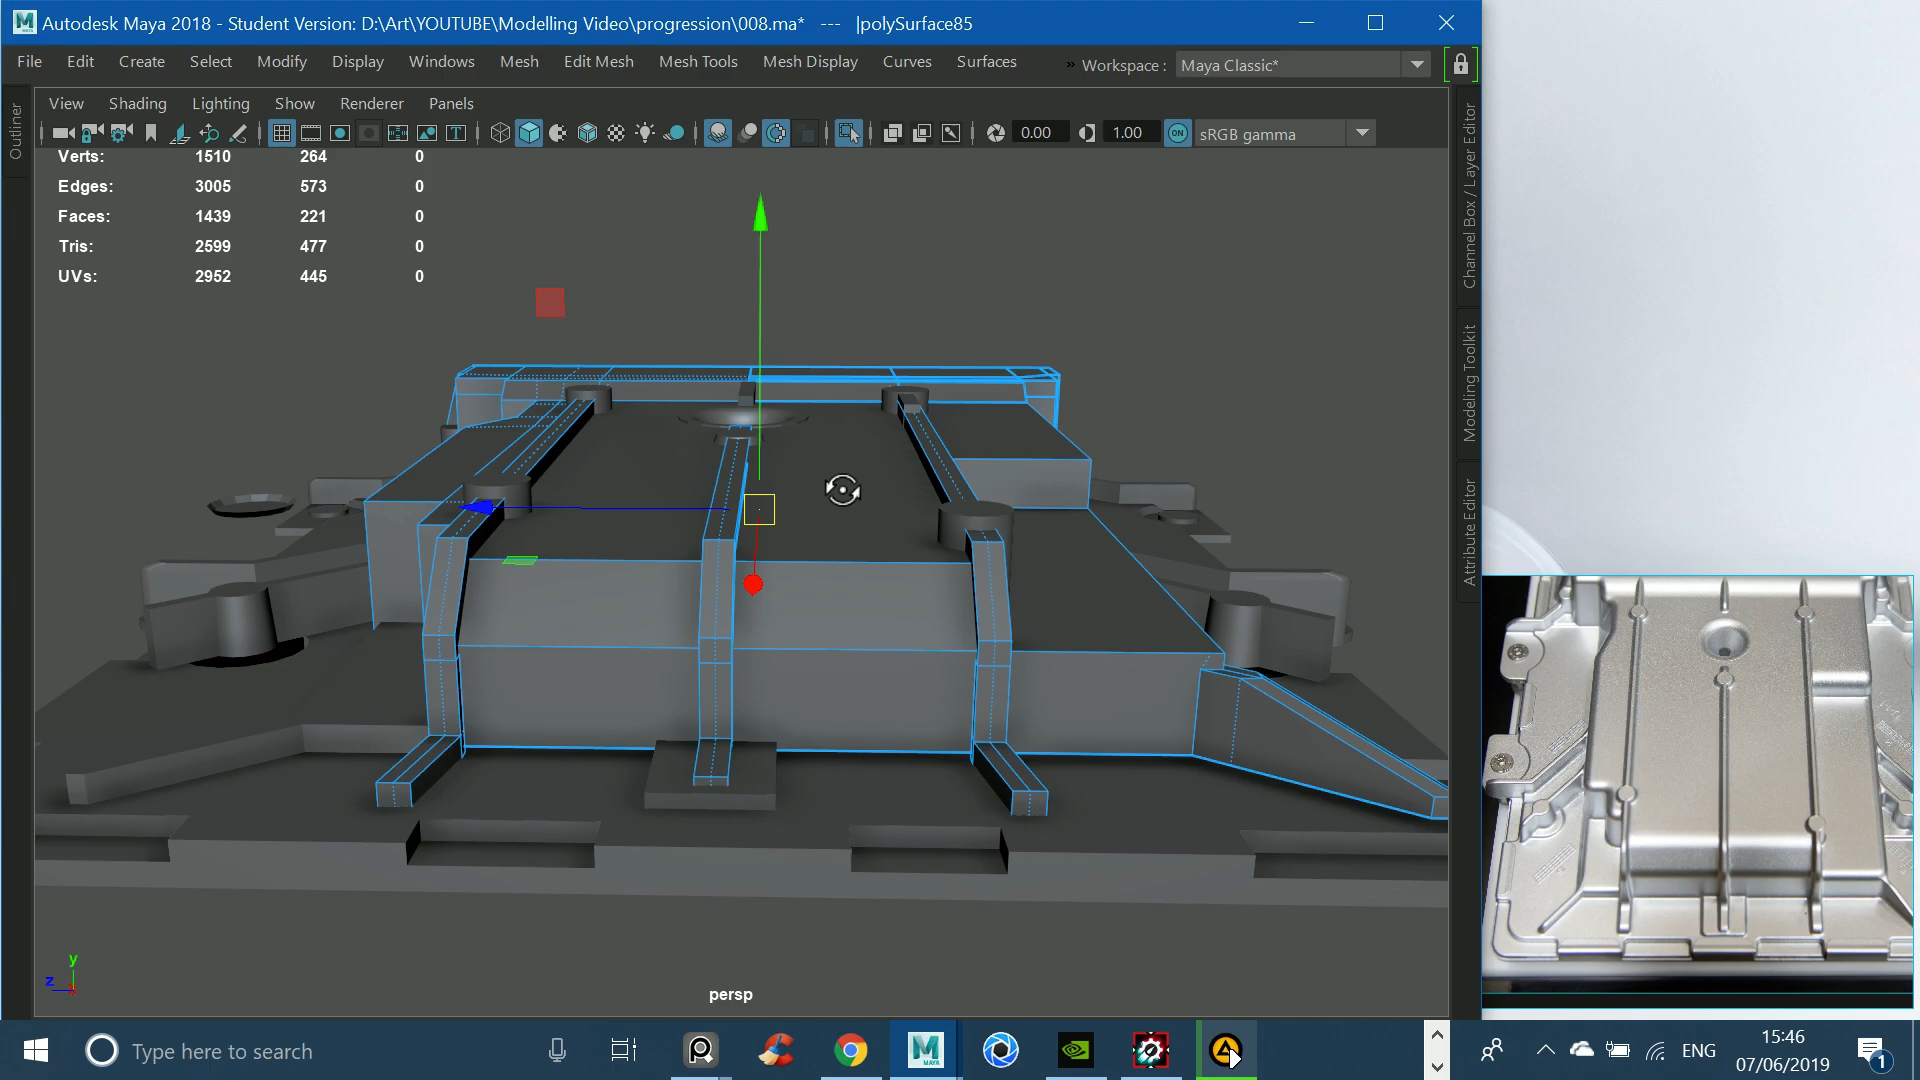 Autodesk Maya 2018 - Student Version: D:\Art\YOUTUBE\Modelling Video\progression\008.ma* --- |polySurface85
File Edit Create Select Modify Display Windows Mesh Edit Mesh Mesh Tools Mesh Display Curves Surfaces » Workspace : Maya Classic*
View Shading Lighting Show Renderer Panels
0.00 1.00 ON sRGB gamma
Outliner
Verts: 1510 264 0
Edges: 3005 573 0
Faces: 1439 221 0
Tris: 2599 477 0
UVs: 2952 445 0
Channel Box / Layer Editor
Modeling Toolkit
Attribute Editor
y
z
persp
Type here to search
MAYA
ENG
15:46
07/06/2019
1